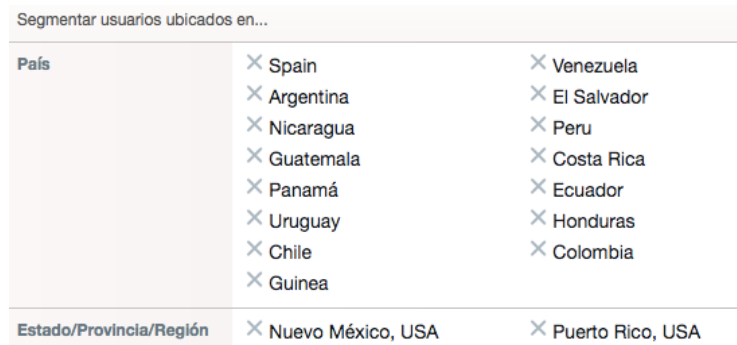 Segmentar usuarios ubicados en...
País
Spain
Venezuela
Argentina
El Salvador
Nicaragua
Peru
Guatemala
Costa Rica
Panamá
Ecuador
Uruguay
Honduras
Chile
Colombia
Guinea
Estado/Provincia/Región
Nuevo México, USA
Puerto Rico, USA